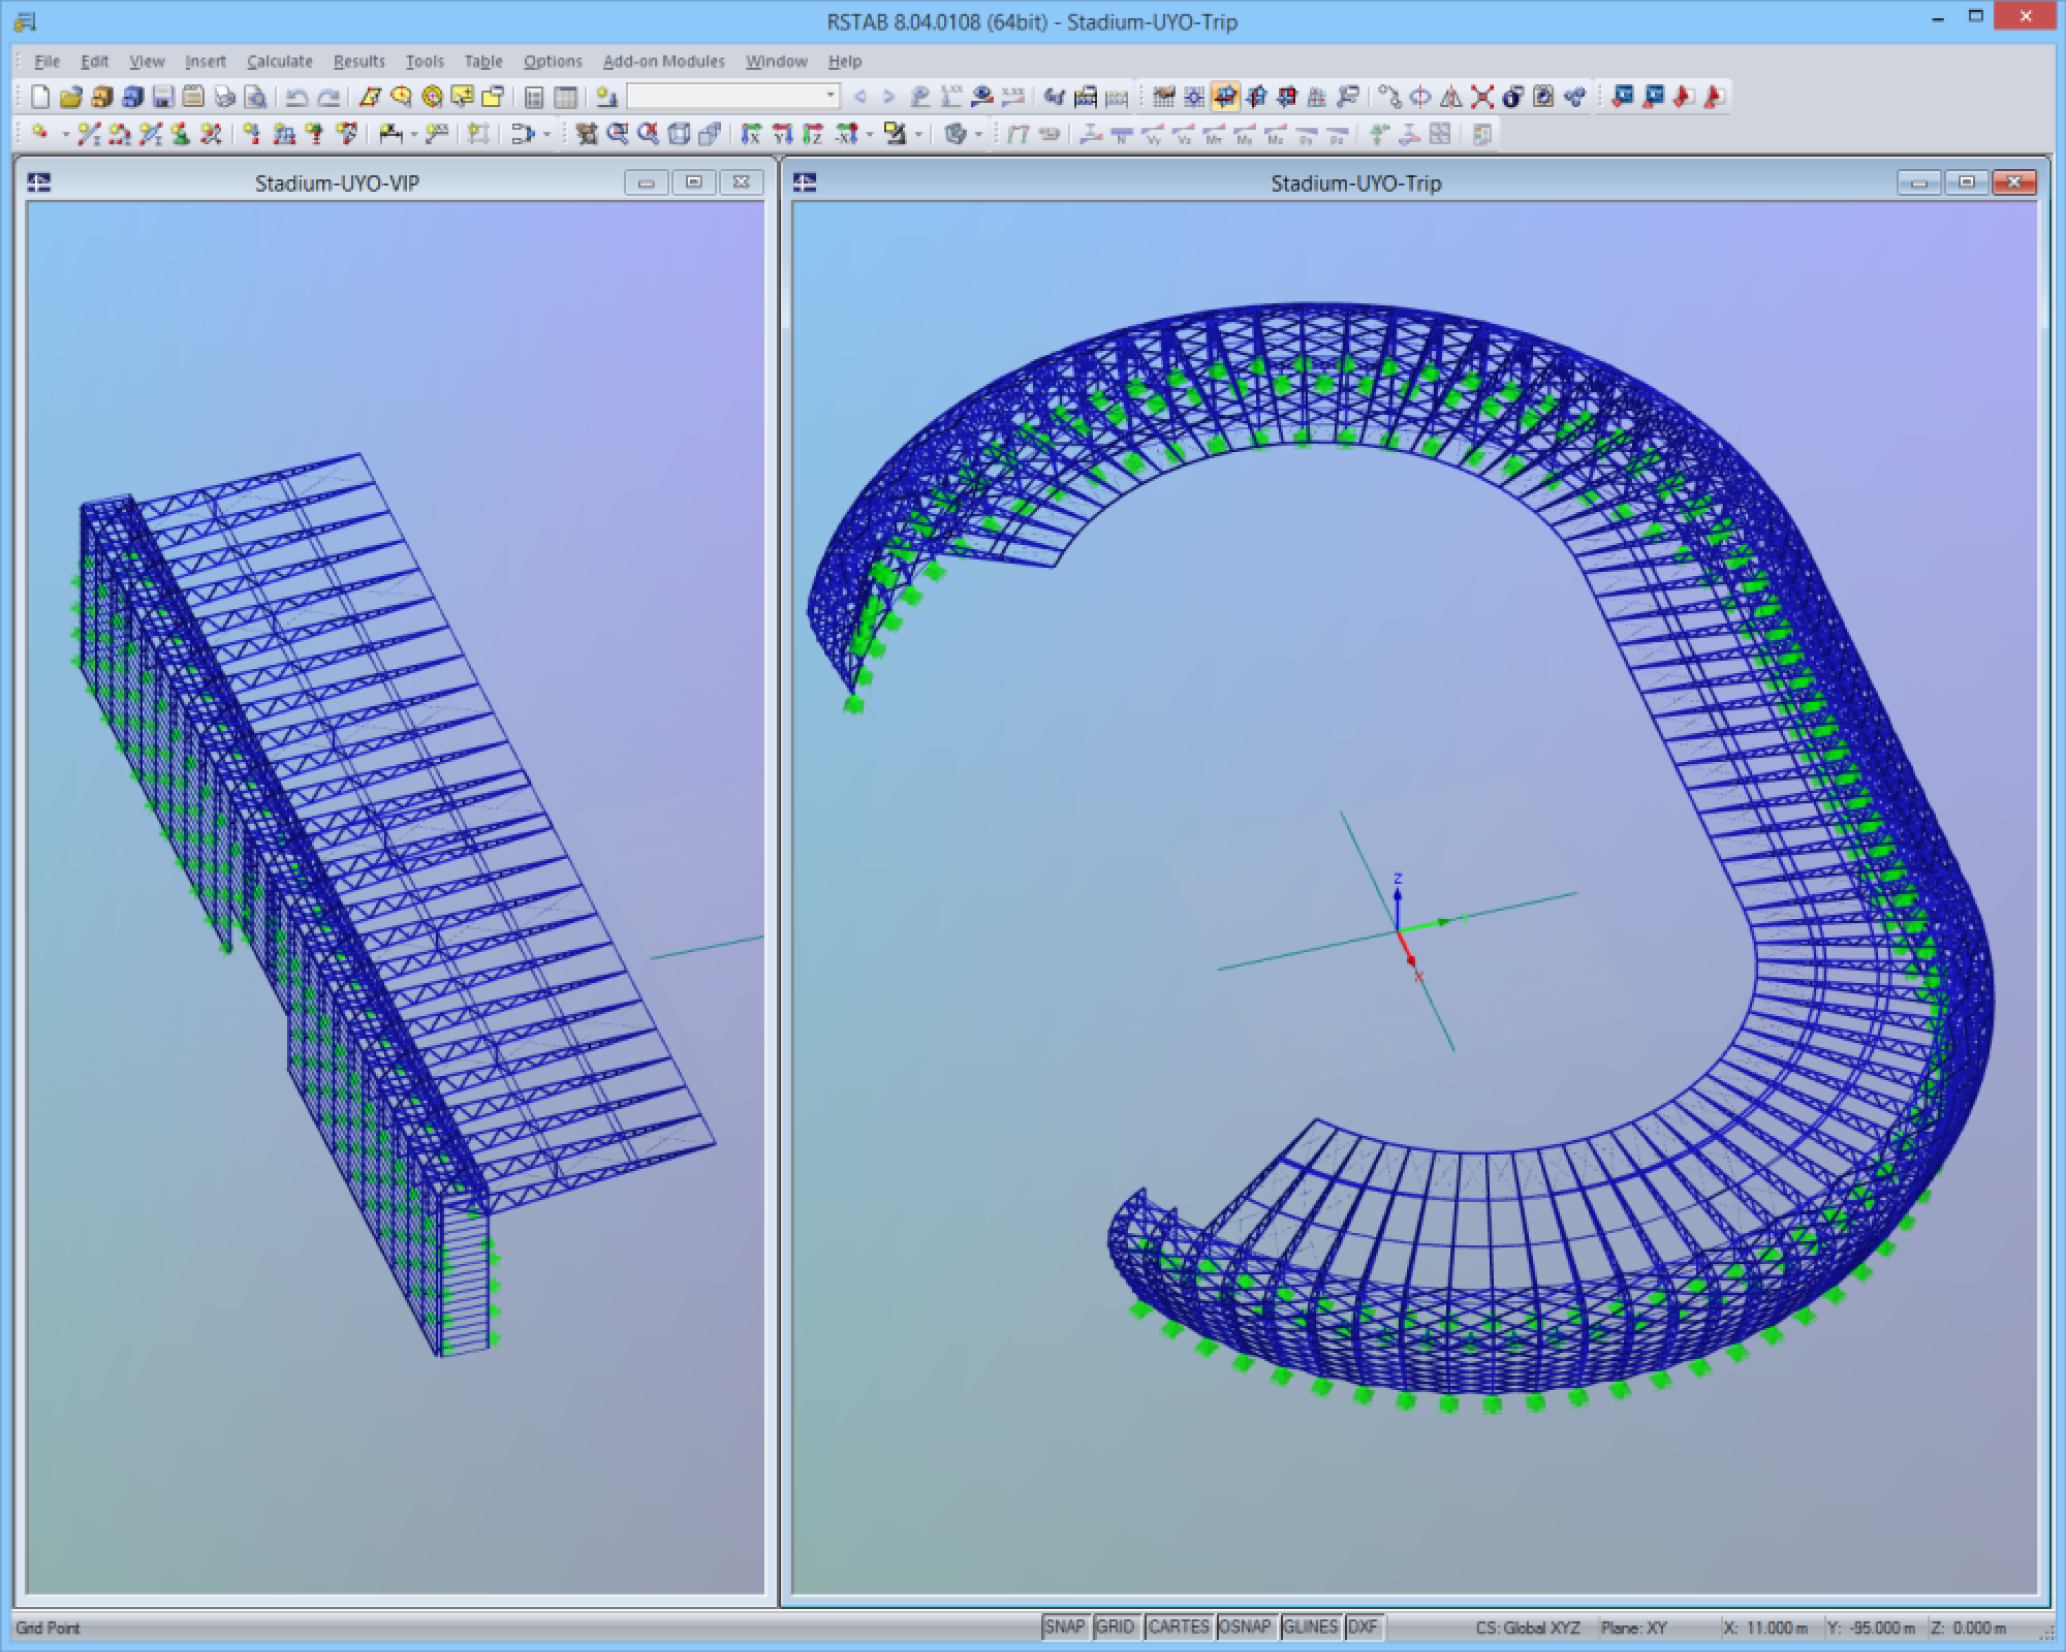 RSTAB 8.04.0108 (64bit) - Stadium-UYO-Trip
File Edit View Insert Calculate Results Tools Table Options Add-on Modules Window Help
Stadium-UYO-VIP
Stadium-UYO-Trip
Z
X
Grid Point SNAP GRID CARTES OSNAP GLINES DXF CS: Global XYZ Plane: XY X: 11.000 m Y: -95.000 m Z: 0.000 m